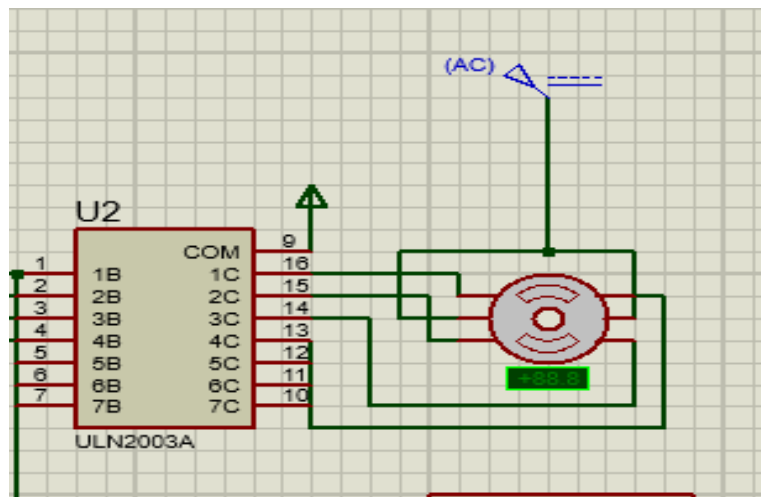 (AC)
U2
COM 9
1 1B 1C 16
2 2B 2C 15
3 3B 3C 14
4 4B 4C 13
5 5B 5C 12
6 6B 6C 11
7 7B 7C 10
ULN2003A
+88.8